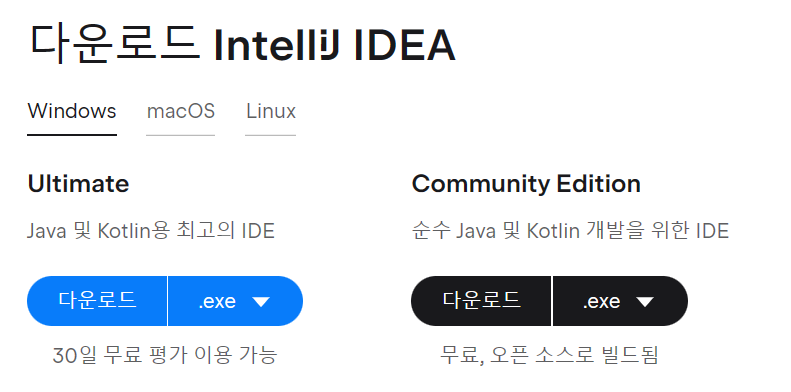 다운로드 IntelliJ IDEA
Windows macOS Linux
Ultimate
Java 및 Kotlin용 최고의 IDE
다운로드 .exe
30일 무료 평가 이용 가능
Community Edition
순수 Java 및 Kotlin 개발을 위한 IDE
다운로드 .exe
무료, 오픈 소스로 빌드됨